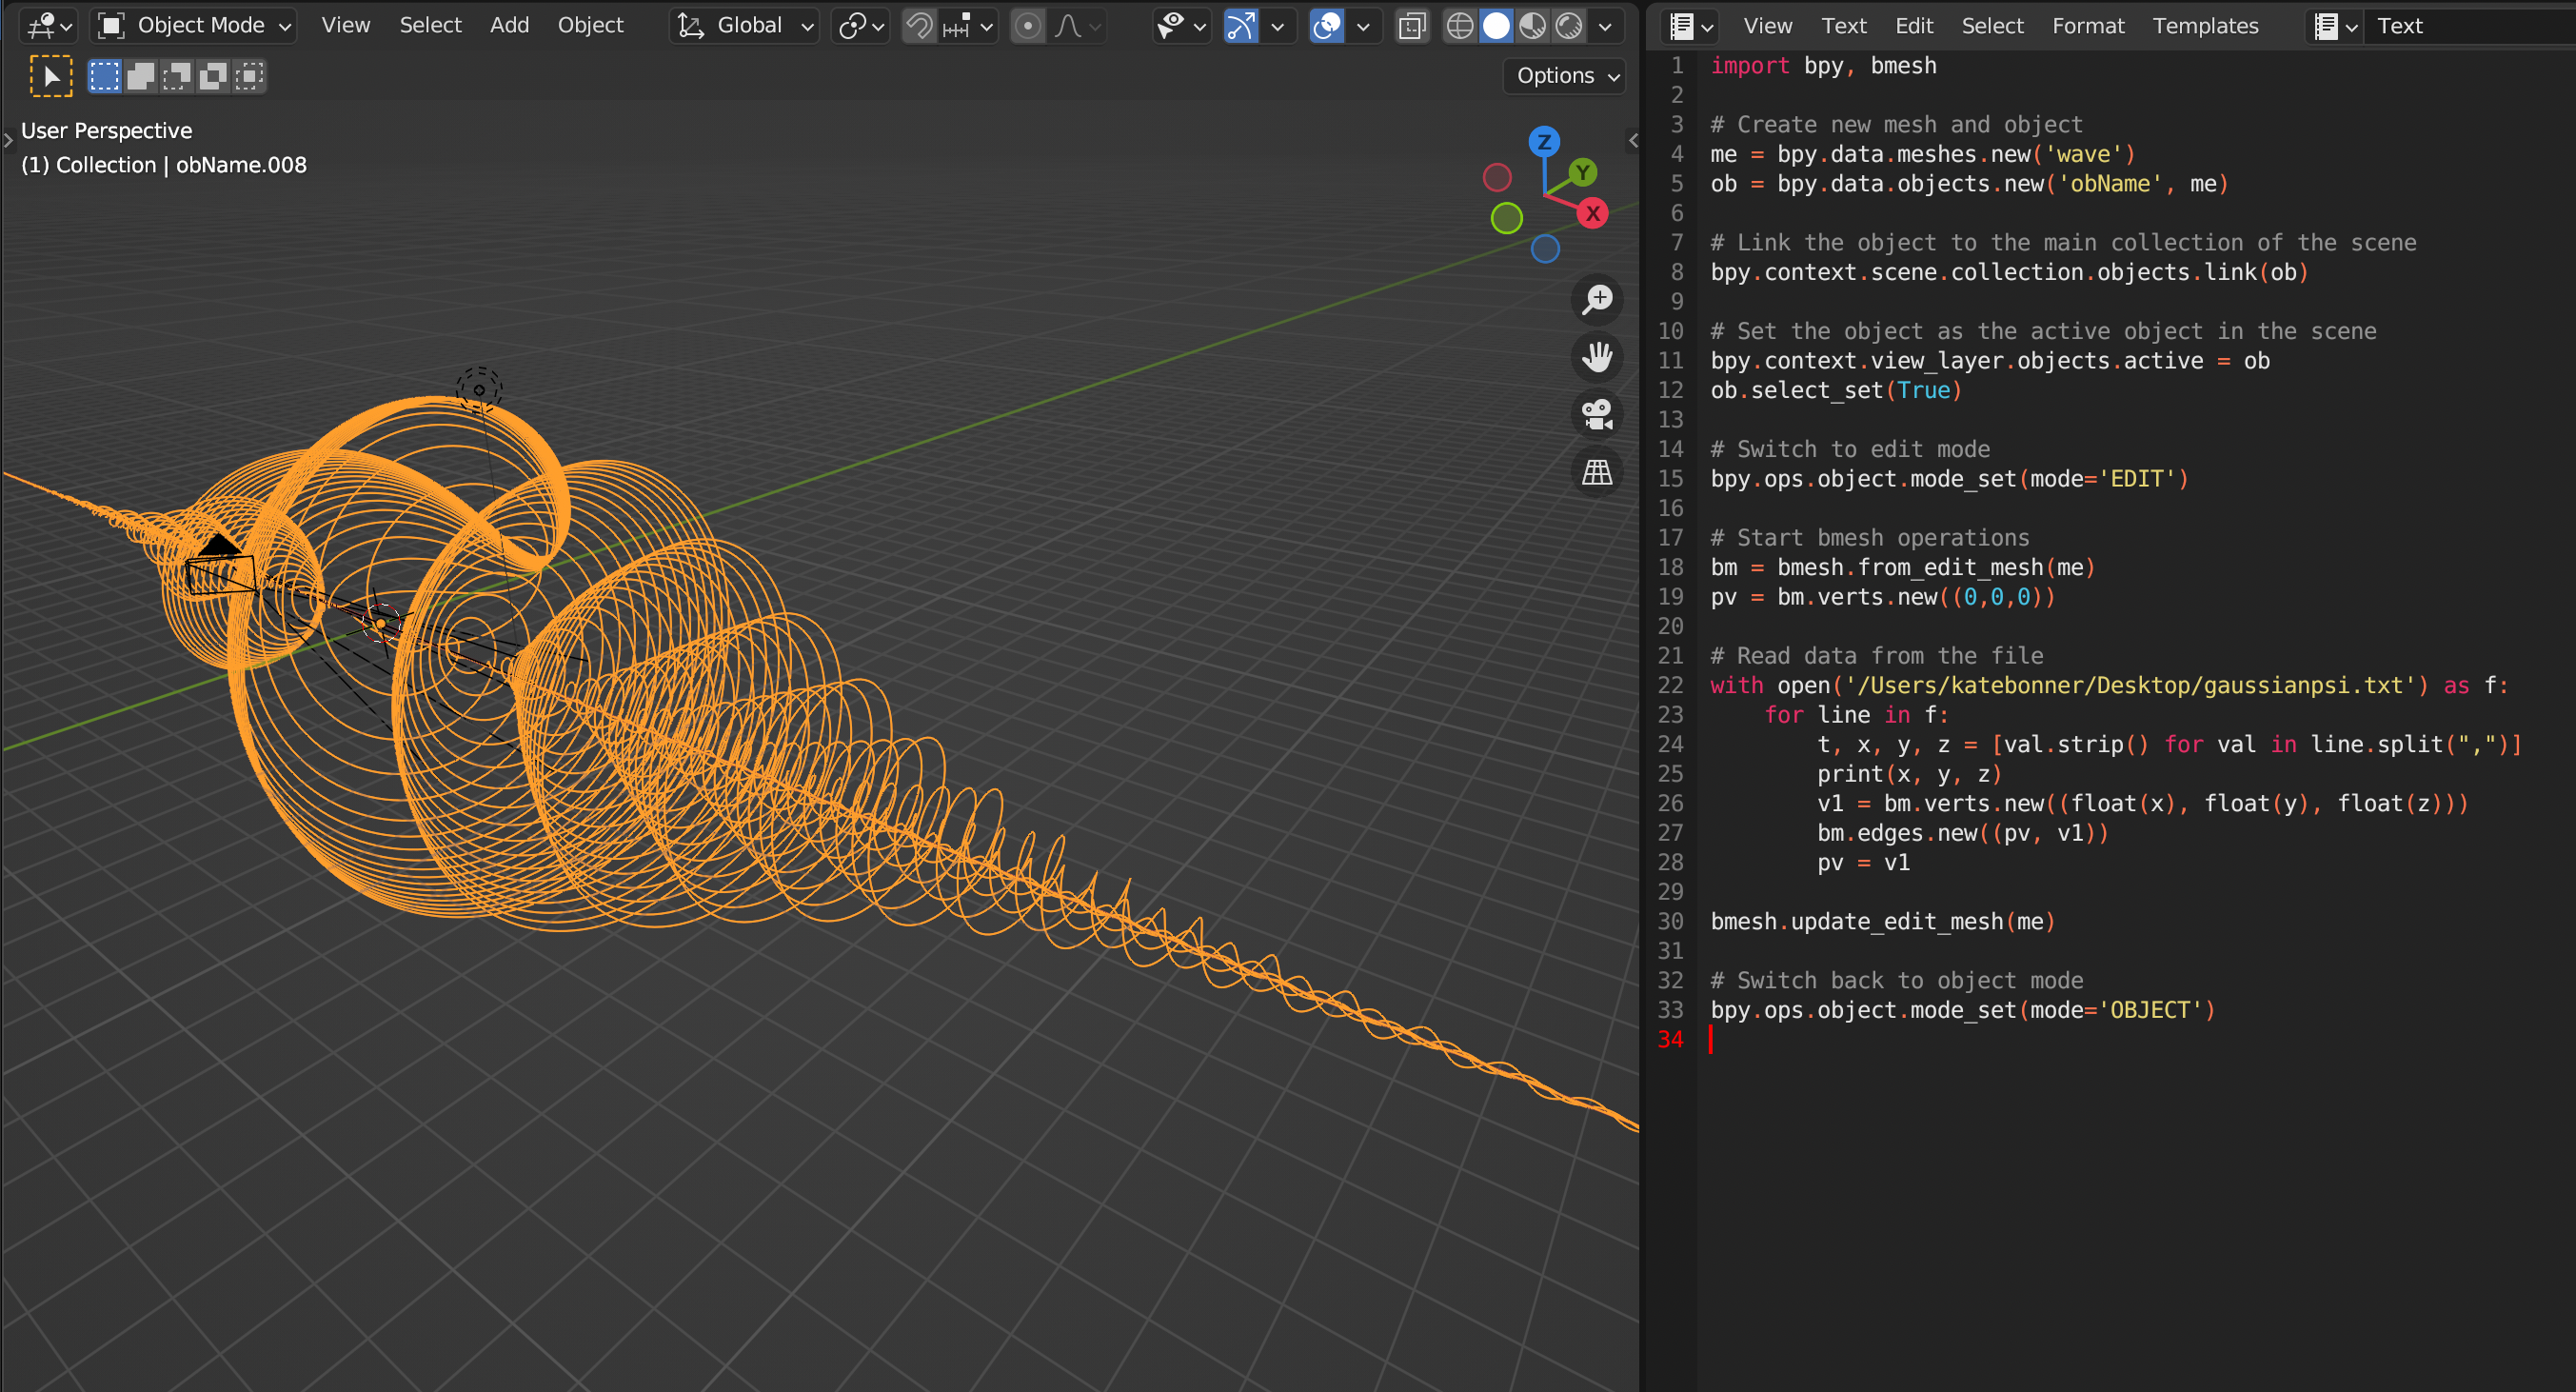 Object Mode View Select Add Object Global
Options
User Perspective
(1) Collection | obName.008
Z
Y
X
View Text Edit Select Format Templates Text
1 import bpy, bmesh
2
3 # Create new mesh and object
4 me = bpy.data.meshes.new('wave')
5 ob = bpy.data.objects.new('obName', me)
6
7 # Link the object to the main collection of the scene
8 bpy.context.scene.collection.objects.link(ob)
9
10 # Set the object as the active object in the scene
11 bpy.context.view_layer.objects.active = ob
12 ob.select_set(True)
13
14 # Switch to edit mode
15 bpy.ops.object.mode_set(mode='EDIT')
16
17 # Start bmesh operations
18 bm = bmesh.from_edit_mesh(me)
19 pv = bm.verts.new((0,0,0))
20
21 # Read data from the file
22 with open('/Users/katebonner/Desktop/gaussianpsi.txt') as f:
23     for line in f:
24         t, x, y, z = [val.strip() for val in line.split(",")]
25         print(x, y, z)
26         v1 = bm.verts.new((float(x), float(y), float(z)))
27         bm.edges.new((pv, v1))
28         pv = v1
29
30 bmesh.update_edit_mesh(me)
31
32 # Switch back to object mode
33 bpy.ops.object.mode_set(mode='OBJECT')
34